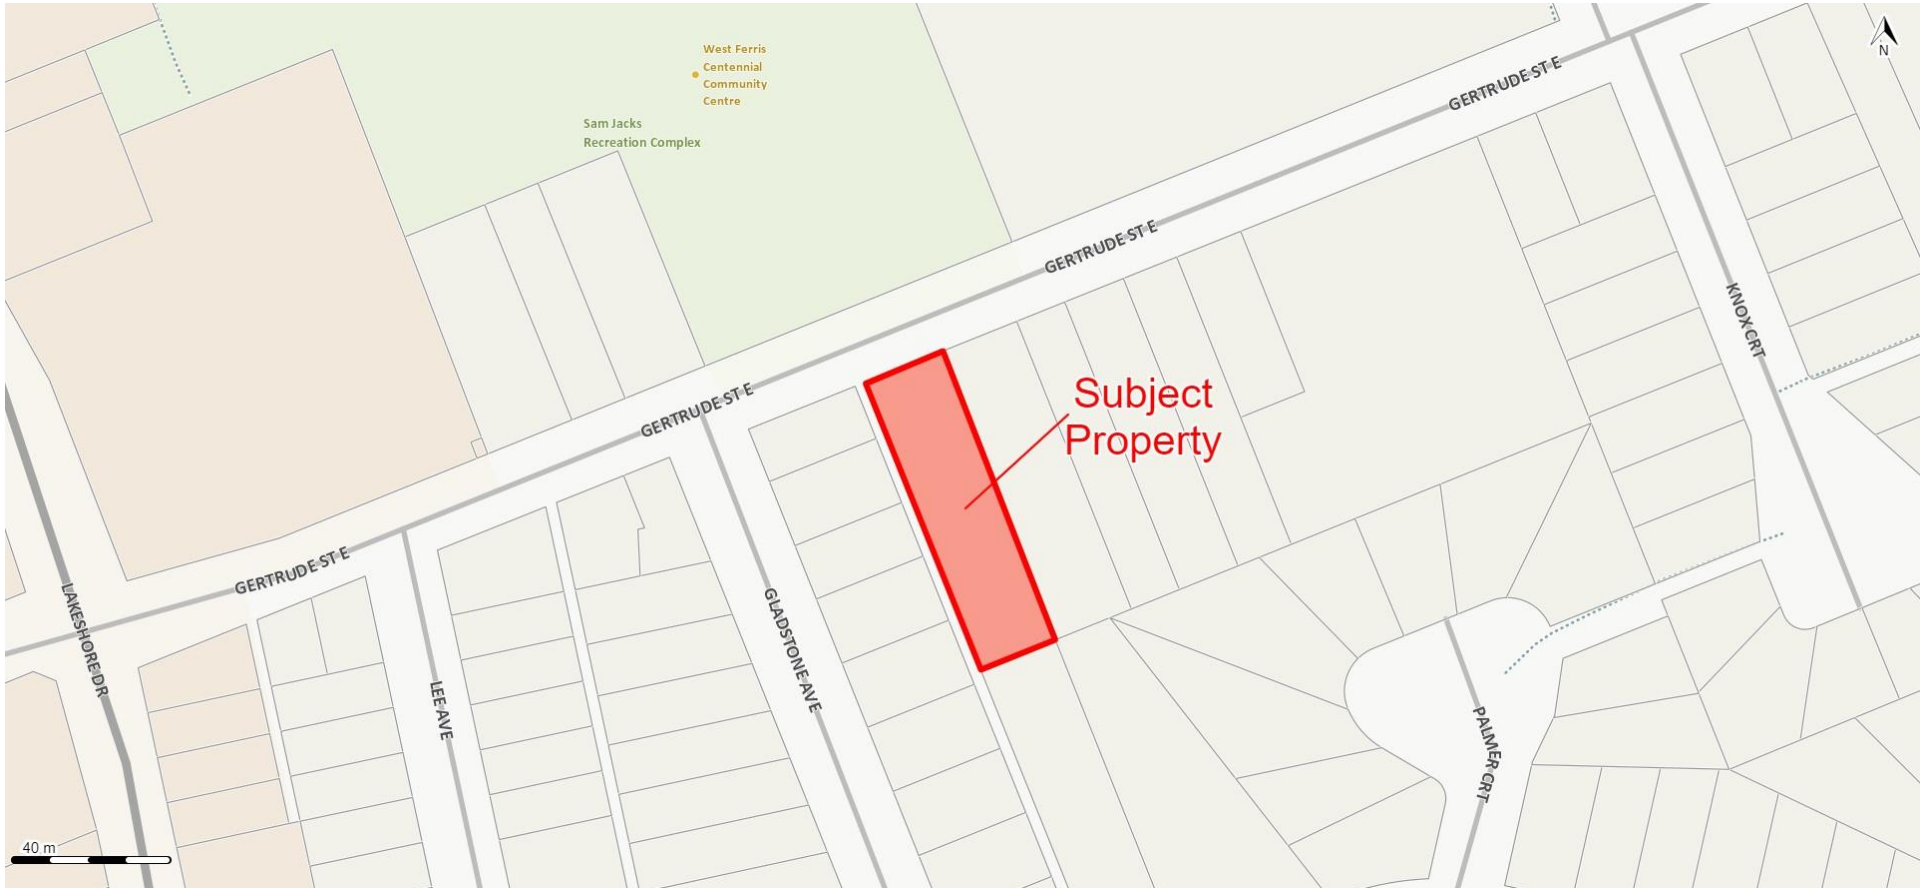 West Ferris
Centennial
Community
Centre
Sam Jacks
Recreation Complex
N
GERTRUDE ST E
GERTRUDE ST E
GERTRUDE ST E
GERTRUDE ST E
KNOX CRT
Subject
Property
LAKESHORE DR
LEE AVE
GLADSTONE AVE
PALMER CRT
40 m